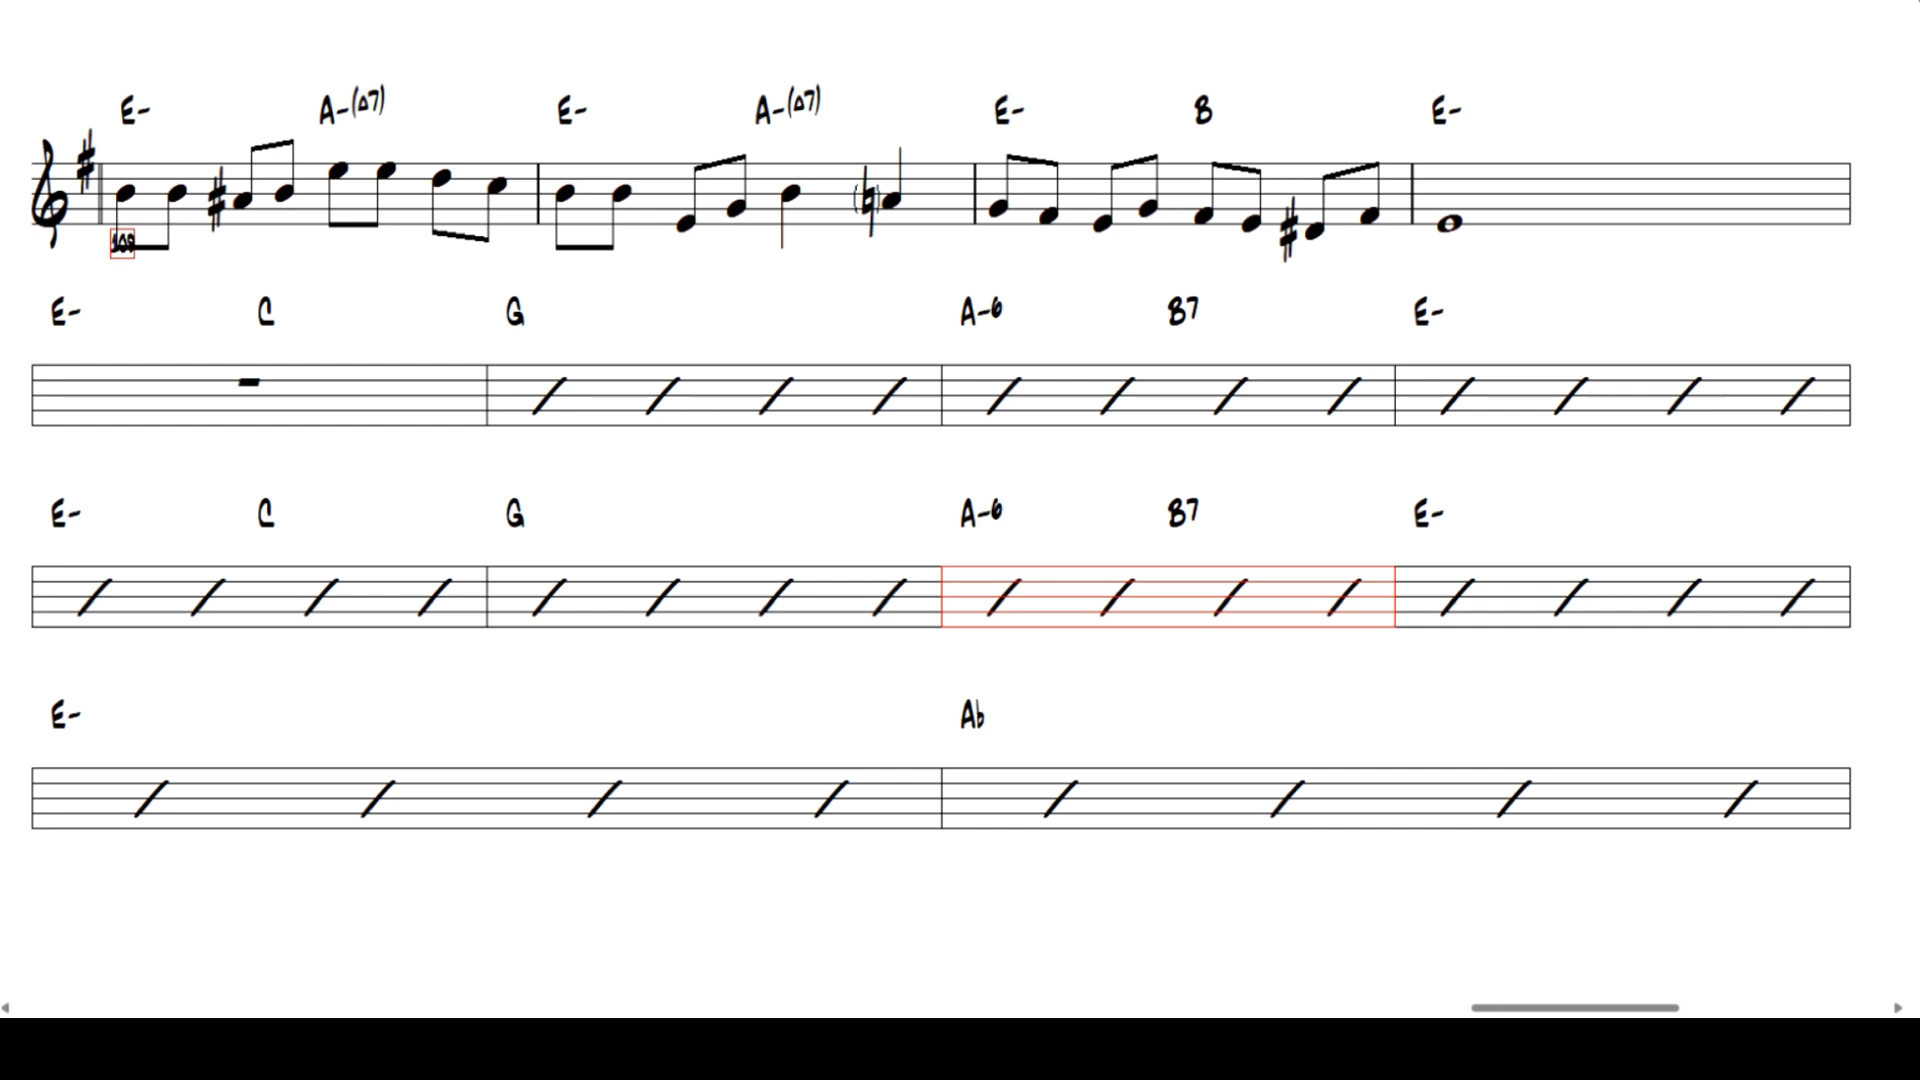 E- A-(Δ7) E- A-(Δ7) E- B E-
E- C G A-6 B7 E-
E- C G A-6 B7 E-
E- Ab